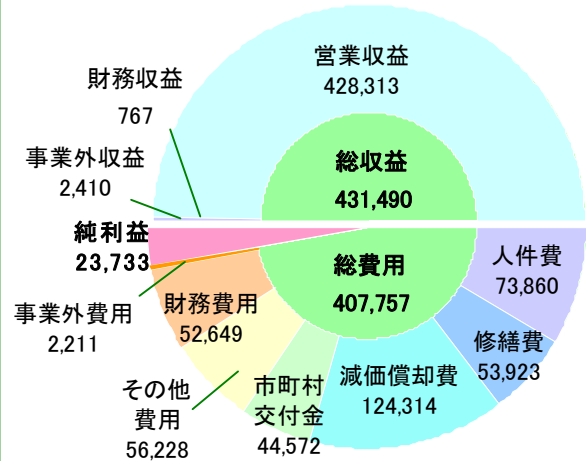 営業収益
428,313
財務収益
767
事業外収益
2,410
総収益
431,490
純利益
23,733
総費用
407,757
人件費
73,860
修繕費
53,923
減価償却費
124,314
市町村
交付金
44,572
その他
費用
56,228
財務費用
52,649
事業外費用
2,211